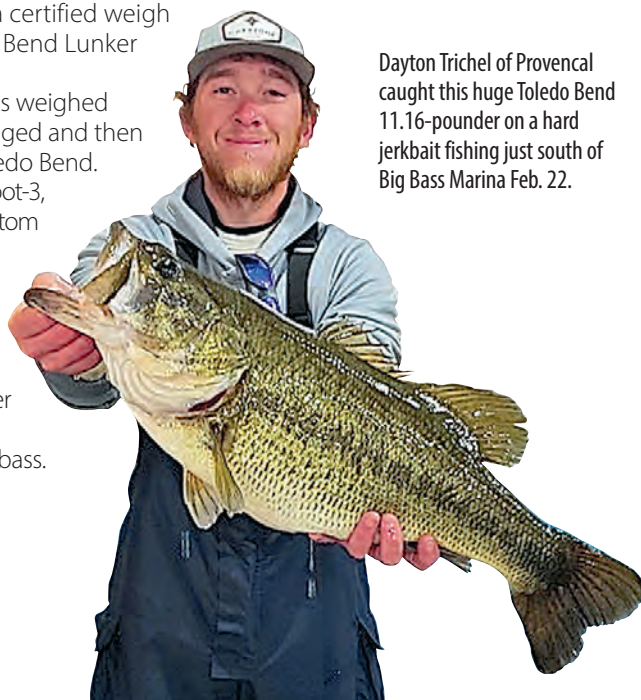 a certified weigh
Bend Lunker
s weighed
ged and then
edo Bend.
oot-3,
tom
er
bass.
Dayton Trichel of Provencal
caught this huge Toledo Bend
11.16-pounder on a hard
jerkbait fishing just south of
Big Bass Marina Feb. 22.